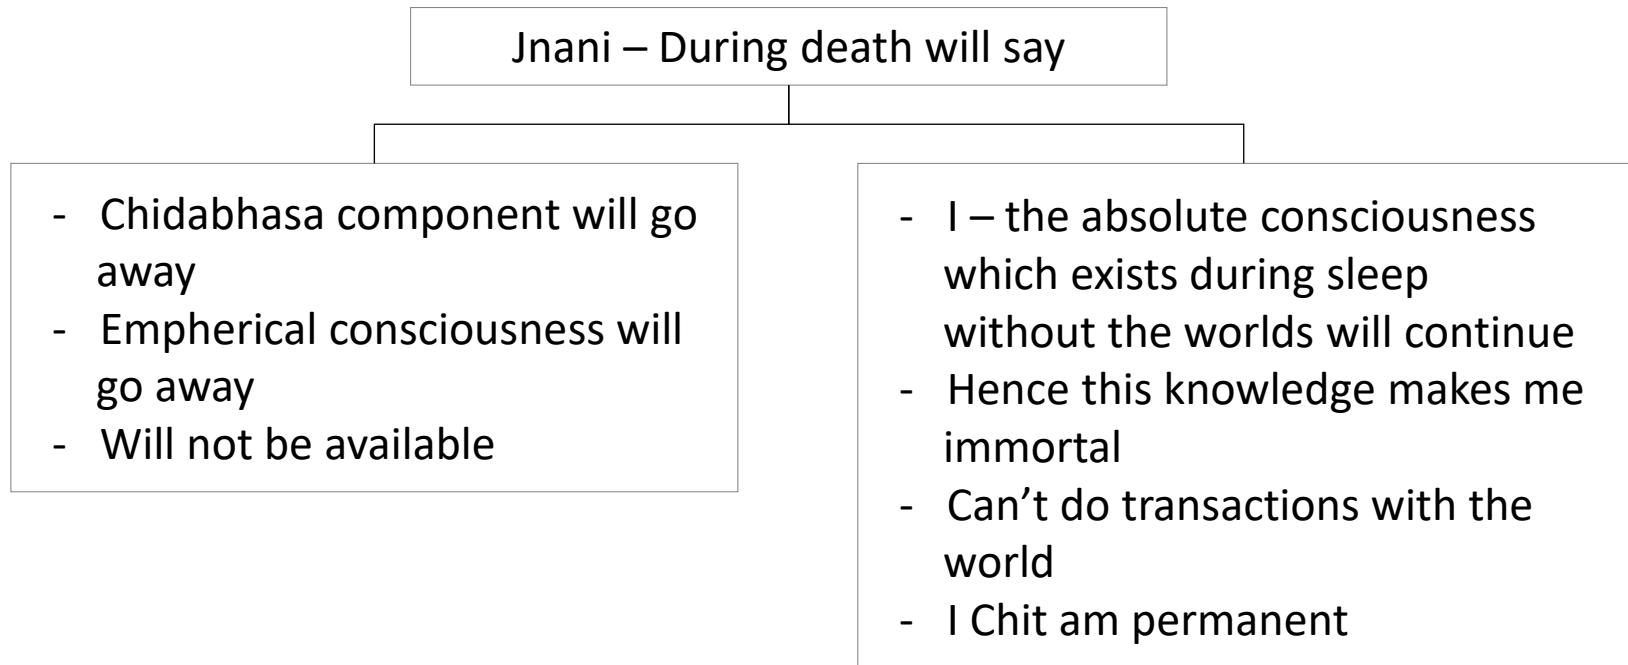 Jnani – During death will say
- Chidabhasa component will go
away
- Empherical consciousness will
go away
- Will not be available
- I – the absolute consciousness
which exists during sleep
without the worlds will continue
- Hence this knowledge makes me
immortal
- Can’t do transactions with the
world
- I Chit am permanent